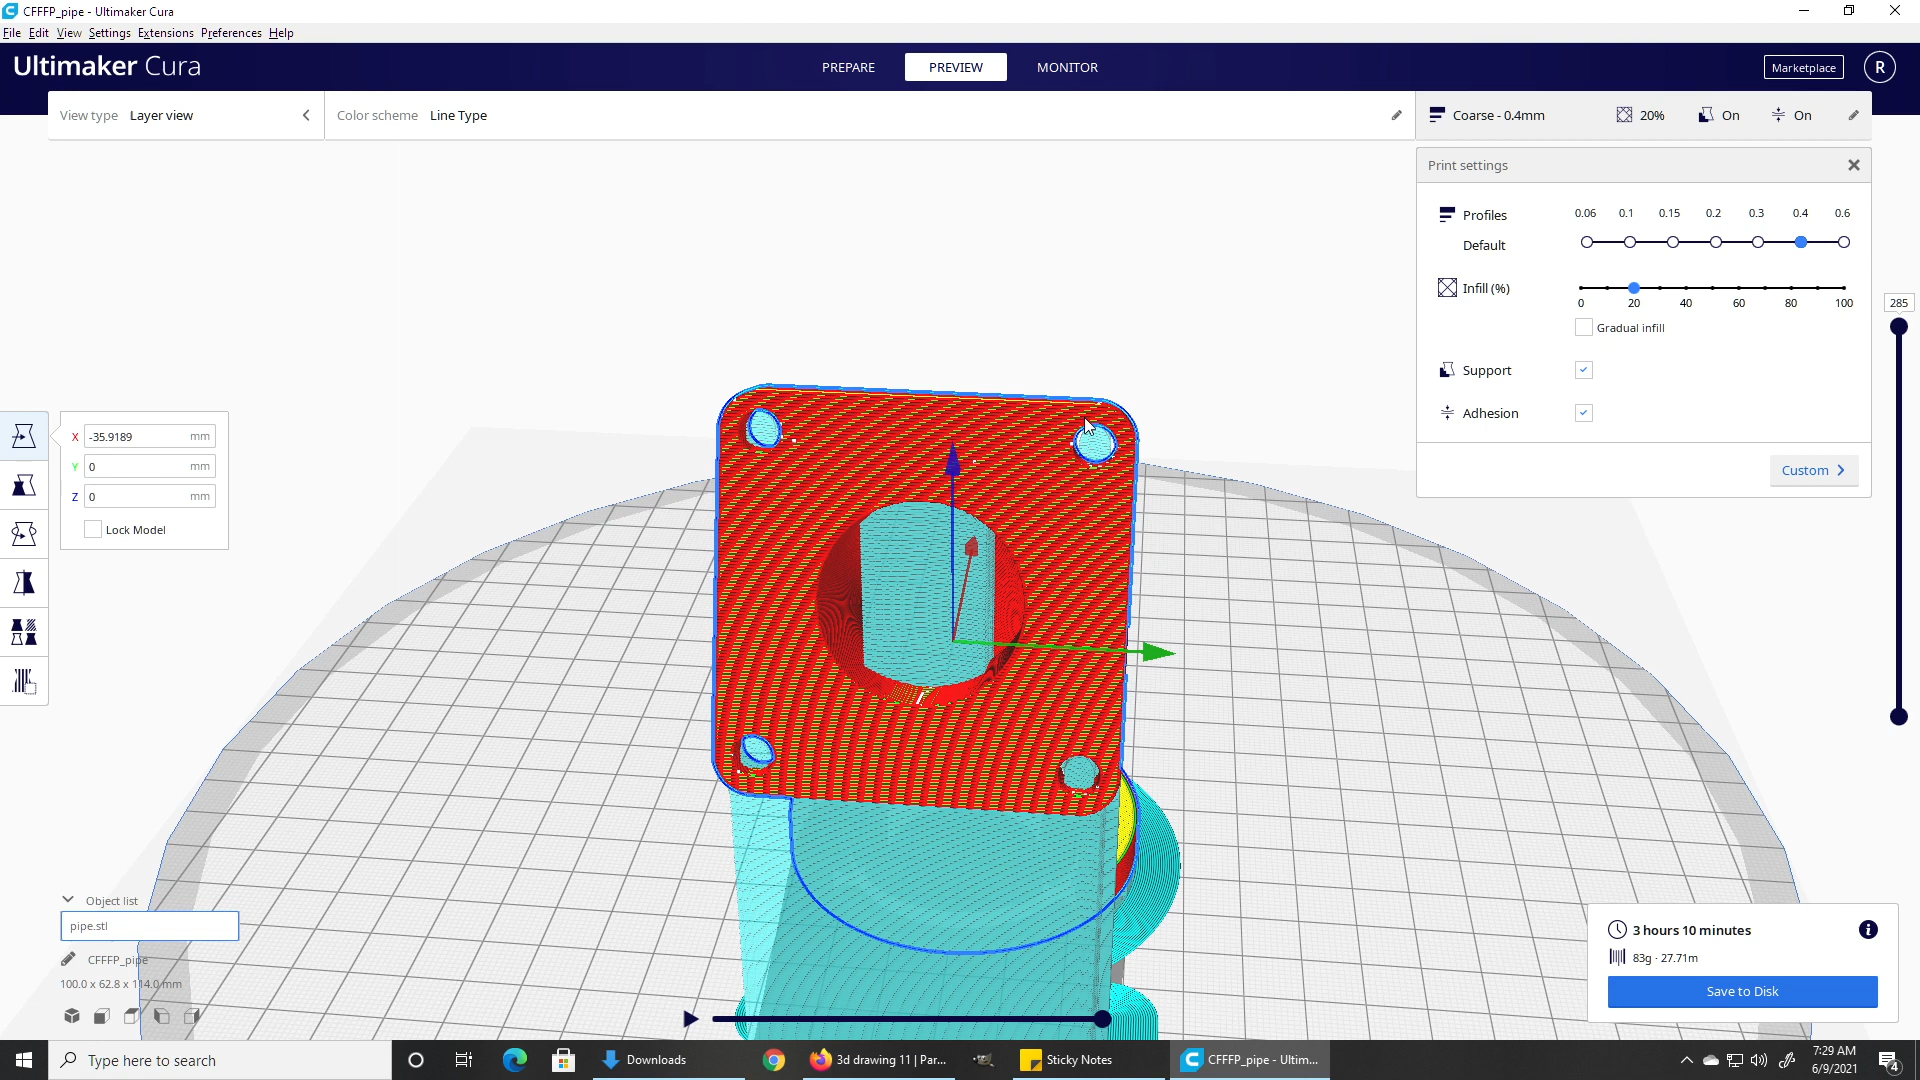 CFFFP_pipe - Ultimaker Cura
File Edit View Settings Extensions Preferences Help
Ultimaker Cura
PREPARE PREVIEW MONITOR
Marketplace R
View type Layer view
Color scheme Line Type
Coarse - 0.4mm 20% On On
Print settings
Profiles 0.06 0.1 0.15 0.2 0.3 0.4 0.6
Default
Infill (%)
0 20 40 60 80 100
Gradual infill
Support
Adhesion
Custom
285
X -35.9189 mm
Y 0 mm
Z 0 mm
Lock Model
Object list
pipe.stl
CFFFP_pipe
100.0 x 62.8 x 114.0 mm
3 hours 10 minutes
83g · 27.71m
Save to Disk
Type here to search
Downloads
3d drawing 11 | Par...
Sticky Notes
CFFFP_pipe - Ultim...
7:29 AM
6/9/2021
4